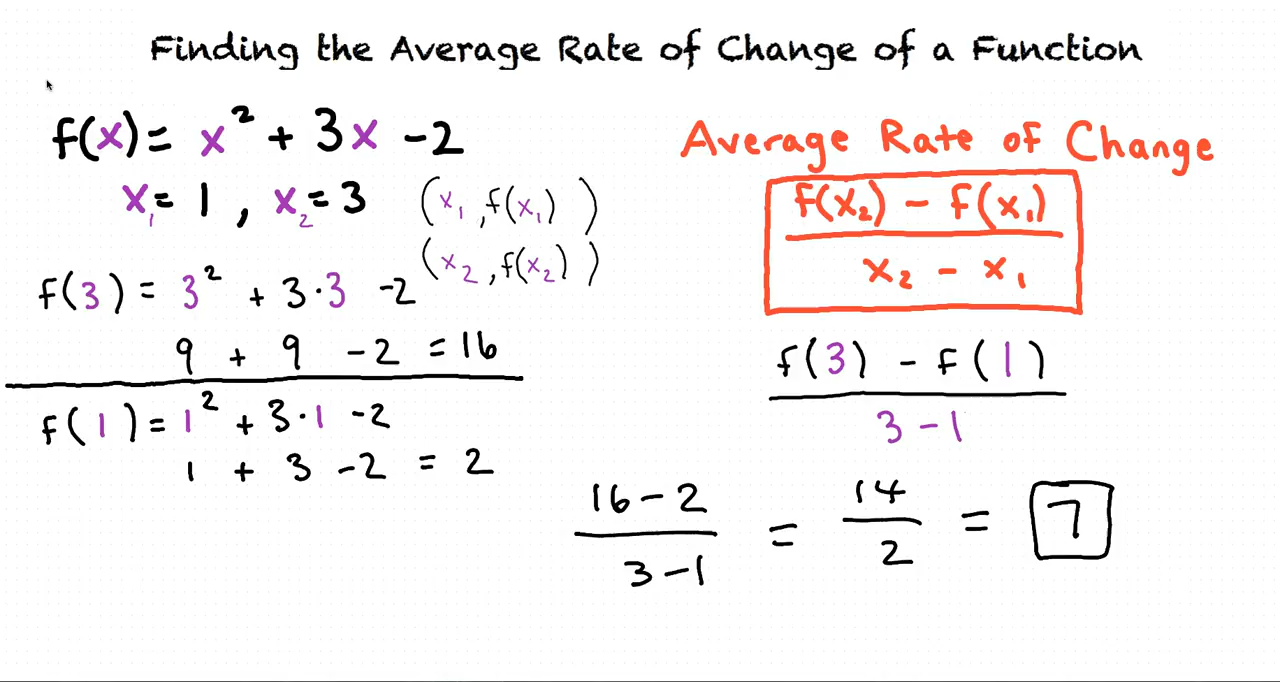 Finding the Average Rate of Change of a Function
f(x) = x² + 3x - 2
x₁ = 1 , x₂ = 3
(x₁, f(x₁))
(x₂, f(x₂))
f(3) = 3² + 3·3 - 2
9 + 9 - 2 = 16
f(1) = 1² + 3·1 - 2
1 + 3 - 2 = 2
Average Rate of Change
f(x₂) - f(x₁)
x₂ - x₁
f(3) - f(1)
3 - 1
16 - 2
3 - 1
=
14
2
= 7